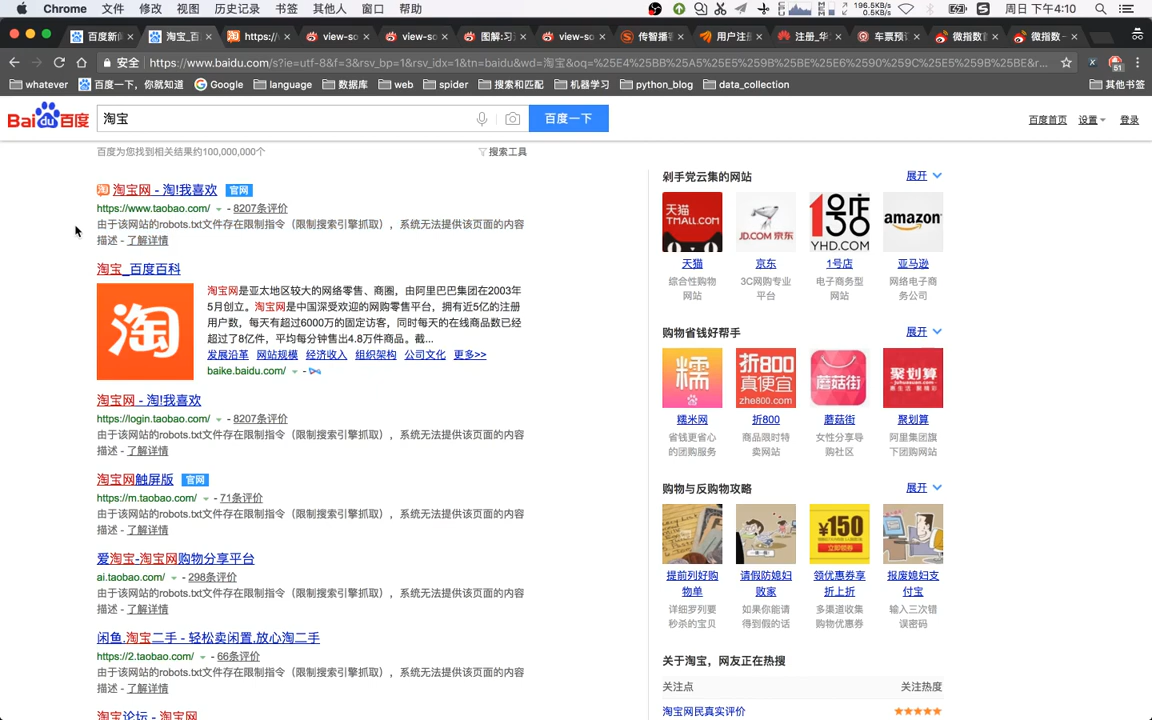 Chrome 文件 修改 视图 历史记录 书签 其他人 窗口 帮助 196.5KB/s 0.5KB/s 周日 下午4:10
百度新闻 淘宝_百 https:// view-so view-so 图解:习 view-so 传智播 用户注 注册_华 车票预订 微指数 微指数 -
安全 https://www.baidu.com/s?ie=utf-8&f=3&rsv_bp=1&rsv_idx=1&tn=baidu&wd=淘宝&oq=%25E4%25BB%25A5%25E5%259B%25BE%25E6%2590%259C%25E5%259B%25BE&r...
whatever 百度一下，你就知道 Google language 数据库 web spider 搜索和匹配 机器学习 python_blog data_collection 其他书签
Baidu百度 淘宝 百度一下 百度首页 设置 登录
百度为您找到相关结果约100,000,000个 搜索工具
淘宝网 - 淘!我喜欢 官网
https://www.taobao.com/ - 8207条评价
由于该网站的robots.txt文件存在限制指令（限制搜索引擎抓取），系统无法提供该页面的内容
描述 - 了解详情
淘宝_百度百科
淘
淘宝网是亚太地区较大的网络零售、商圈，由阿里巴巴集团在2003年
5月创立。淘宝网是中国深受欢迎的网购零售平台，拥有近5亿的注册
用户数，每天有超过6000万的固定访客，同时每天的在线商品数已经
超过了8亿件，平均每分钟售出4.8万件商品。截...
发展沿革 网站规模 经济收入 组织架构 公司文化 更多>>
baike.baidu.com/ -
淘宝网 - 淘!我喜欢
https://login.taobao.com/ - 8207条评价
由于该网站的robots.txt文件存在限制指令（限制搜索引擎抓取），系统无法提供该页面的内容
描述 - 了解详情
淘宝网触屏版 官网
https://m.taobao.com/ - 71条评价
由于该网站的robots.txt文件存在限制指令（限制搜索引擎抓取），系统无法提供该页面的内容
描述 - 了解详情
爱淘宝-淘宝网购物分享平台
ai.taobao.com/ - 298条评价
由于该网站的robots.txt文件存在限制指令（限制搜索引擎抓取），系统无法提供该页面的内容
描述 - 了解详情
闲鱼.淘宝二手 - 轻松卖闲置,放心淘二手
https://2.taobao.com/ - 66条评价
由于该网站的robots.txt文件存在限制指令（限制搜索引擎抓取），系统无法提供该页面的内容
描述 - 了解详情
淘宝论坛 - 淘宝网
剁手党云集的网站 展开
天猫 TMALL.COM JD.COM 京东 1号店 YHD.COM amazon
天猫 京东 1号店 亚马逊
综合性购物 3C网购专业 电子商务型 网络电子商
网站 平台 网站 务公司
购物省钱好帮手 展开
糯 折800 真便宜 zhe800.com 蘑菇街 聚划算
糯米网 折800 蘑菇街 聚划算
省钱更省心 商品限时特 女性分享导 阿里集团旗
的团购服务 卖网站 购社区 下团购网站
购物与反购物攻略 展开
¥150 立即领券
提前列好购 请假防媳妇 领优惠券享 报废媳妇支
物单 败家 折上折 付宝
详细罗列要 如果你能请 多渠道收集 输入三次错
秒杀的宝贝 得到假的话 购物优惠券 误密码
关于淘宝，网友正在热搜
关注点 关注热度
淘宝网民真实评价